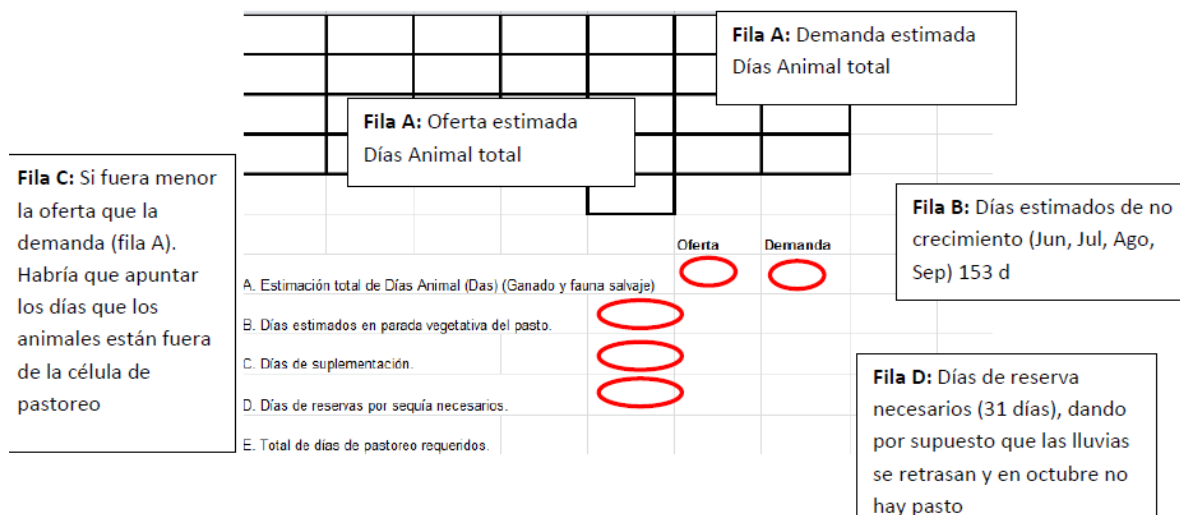 Fila A: Demanda estimada
Días Animal total
Fila A: Oferta estimada
Días Animal total
Fila C: Si fuera menor
la oferta que la
demanda (fila A).
Habría que apuntar
los días que los
animales están fuera
de la célula de
pastoreo
Fila B: Días estimados de no
crecimiento (Jun, Jul, Ago,
Sep) 153 d
Oferta Demanda
A. Estimación total de Días Animal (Das) (Ganado y fauna salvaje)
B. Días estimados en parada vegetativa del pasto.
C. Días de suplementación.
D. Días de reservas por sequía necesarios.
E. Total de días de pastoreo requeridos.
Fila D: Días de reserva
necesarios (31 días), dando
por supuesto que las lluvias
se retrasan y en octubre no
hay pasto